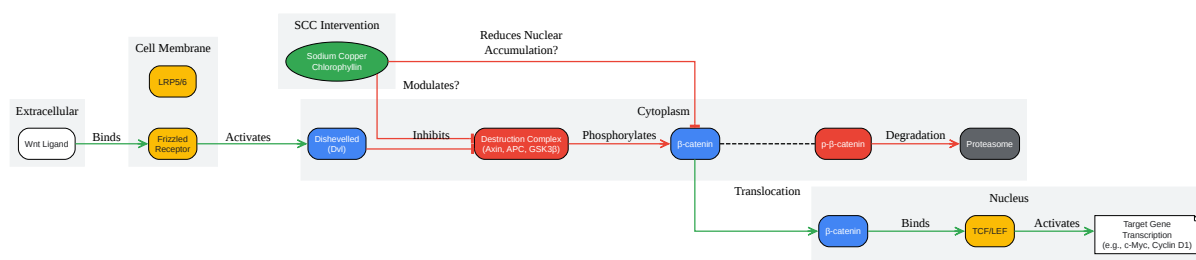 SCC Intervention
Sodium Copper
Chlorophyllin
Reduces Nuclear
Accumulation?
Modulates?
Cell Membrane
LRP5/6
Frizzled
Receptor
Extracellular
Wnt Ligand
Binds
Activates
Cytoplasm
Dishevelled
(Dvl)
Inhibits
Destruction Complex
(Axin, APC, GSK3β)
Phosphorylates
β-catenin
p-β-catenin
Degradation
Proteasome
Translocation
Nucleus
β-catenin
Binds
TCF/LEF
Activates
Target Gene
Transcription
(e.g., c-Myc, Cyclin D1)